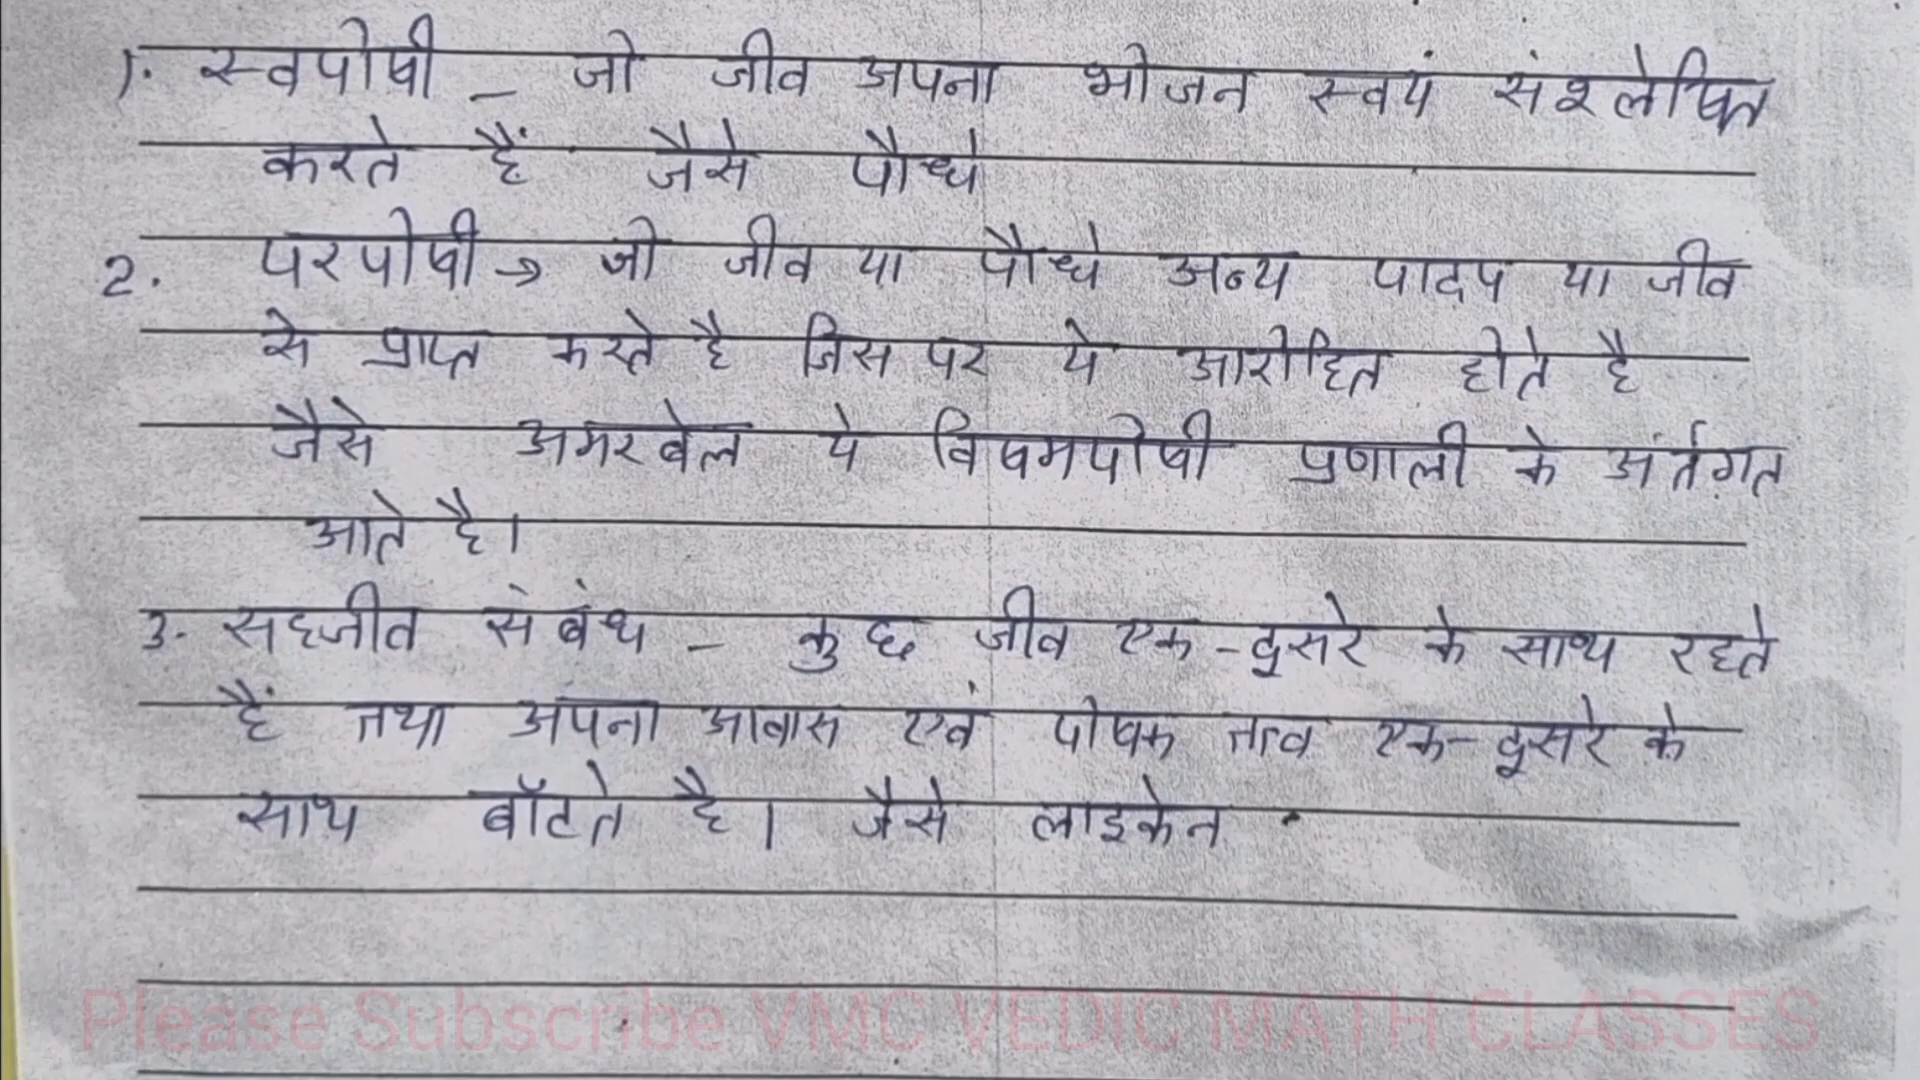 1. स्वपोषी - जो जीव अपना भोजन स्वयं संश्लेषित
करते हैं जैसे पौधे
2. परपोषी → जो जीव या पौधे अन्य पादप या जीव
से प्राप्त करते है जिस पर ये आरोहित होते है
जैसे अमरबेल ये विषमपोषी प्रणाली के अंर्तगत
आते है।
3. सहजीत संबंध - कुछ जीव एक-दूसरे के साथ रहते
हैं तथा अपना आवास एवं पोषक तत्व एक-दूसरे के
साथ बॉटते है। जैसे लाइकेन
Please Subscribe VMC VEDIC MATH CLASSES